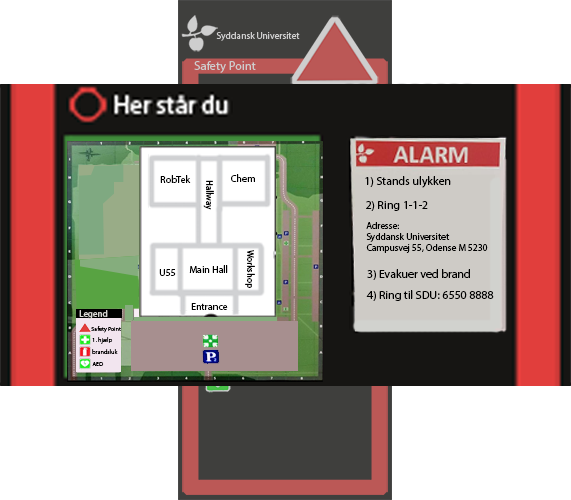 Syddansk Universitet
Safety Point
Her står du
RobTek
Hallway
Chem
U55
Main Hall
Workshop
Entrance
P
Legend
Safety Point
1. hjælp
brandsluk
AED
ALARM
1) Stands ulykken
2) Ring 1-1-2
Adresse:
Syddansk Universitet
Campusvej 55, Odense M 5230
3) Evakuer ved brand
4) Ring til SDU: 6550 8888